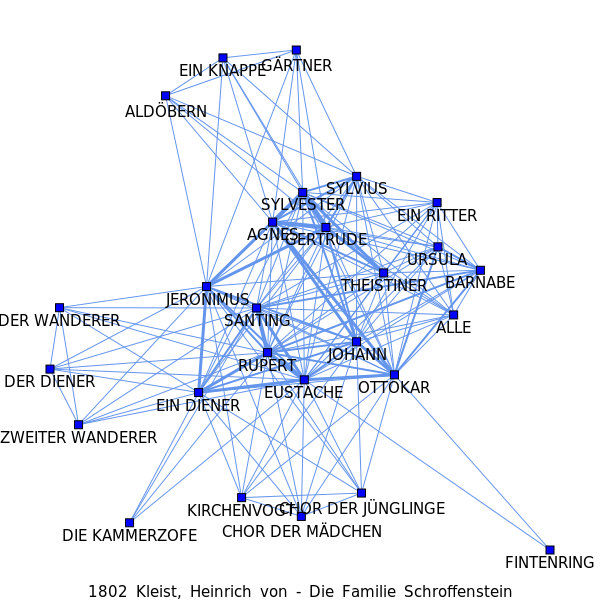 EIN KNAPPE
GÄRTNER
ALDÖBERN
SYLVIUS
SYLVESTER
EIN RITTER
AGNES
GERTRUDE
URSULA
THEISTINER
BARNABE
JERONIMUS
DER WANDERER
SANTING
ALLE
JOHANN
RUPERT
DER DIENER
OTTOKAR
EUSTACHE
EIN DIENER
ZWEITER WANDERER
KIRCHENVOGT
CHOR DER JÜNGLINGE
CHOR DER MÄDCHEN
DIE KAMMERZOFE
FINTENRING
1802 Kleist, Heinrich von - Die Familie Schroffenstein